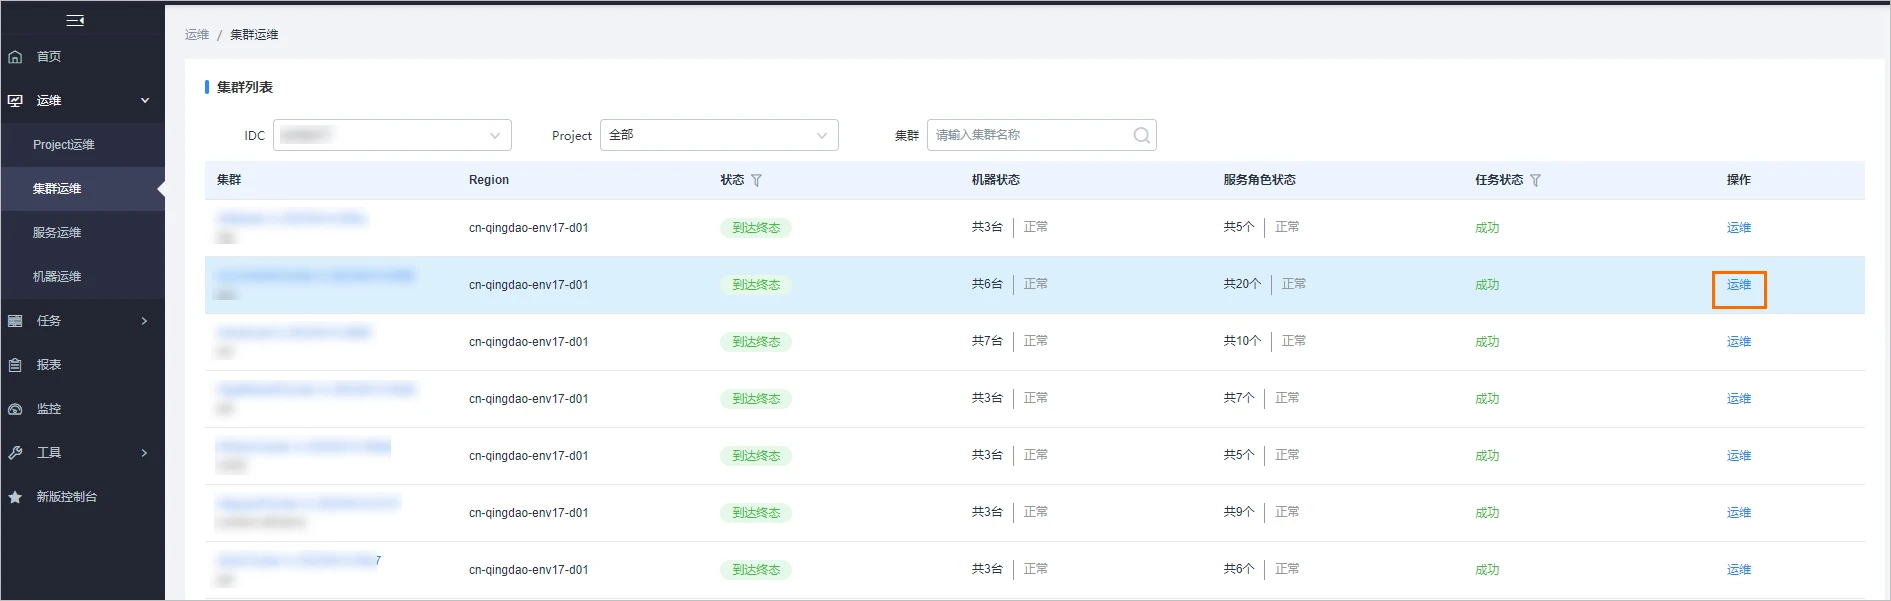 首页
运维
Project运维
集群运维
服务运维
机器运维
任务
报表
监控
工具
新版控制台
运维 / 集群运维
集群列表
IDC
Project 全部
集群 请输入集群名称
集群 Region 状态 机器状态 服务角色状态 任务状态 操作
cn-qingdao-env17-d01 到达终态 共3台 正常 共5个 正常 成功 运维
cn-qingdao-env17-d01 到达终态 共6台 正常 共20个 正常 成功 运维
cn-qingdao-env17-d01 到达终态 共7台 正常 共10个 正常 成功 运维
cn-qingdao-env17-d01 到达终态 共3台 正常 共7个 正常 成功 运维
cn-qingdao-env17-d01 到达终态 共3台 正常 共5个 正常 成功 运维
cn-qingdao-env17-d01 到达终态 共3台 正常 共9个 正常 成功 运维
cn-qingdao-env17-d01 到达终态 共3台 正常 共6个 正常 成功 运维